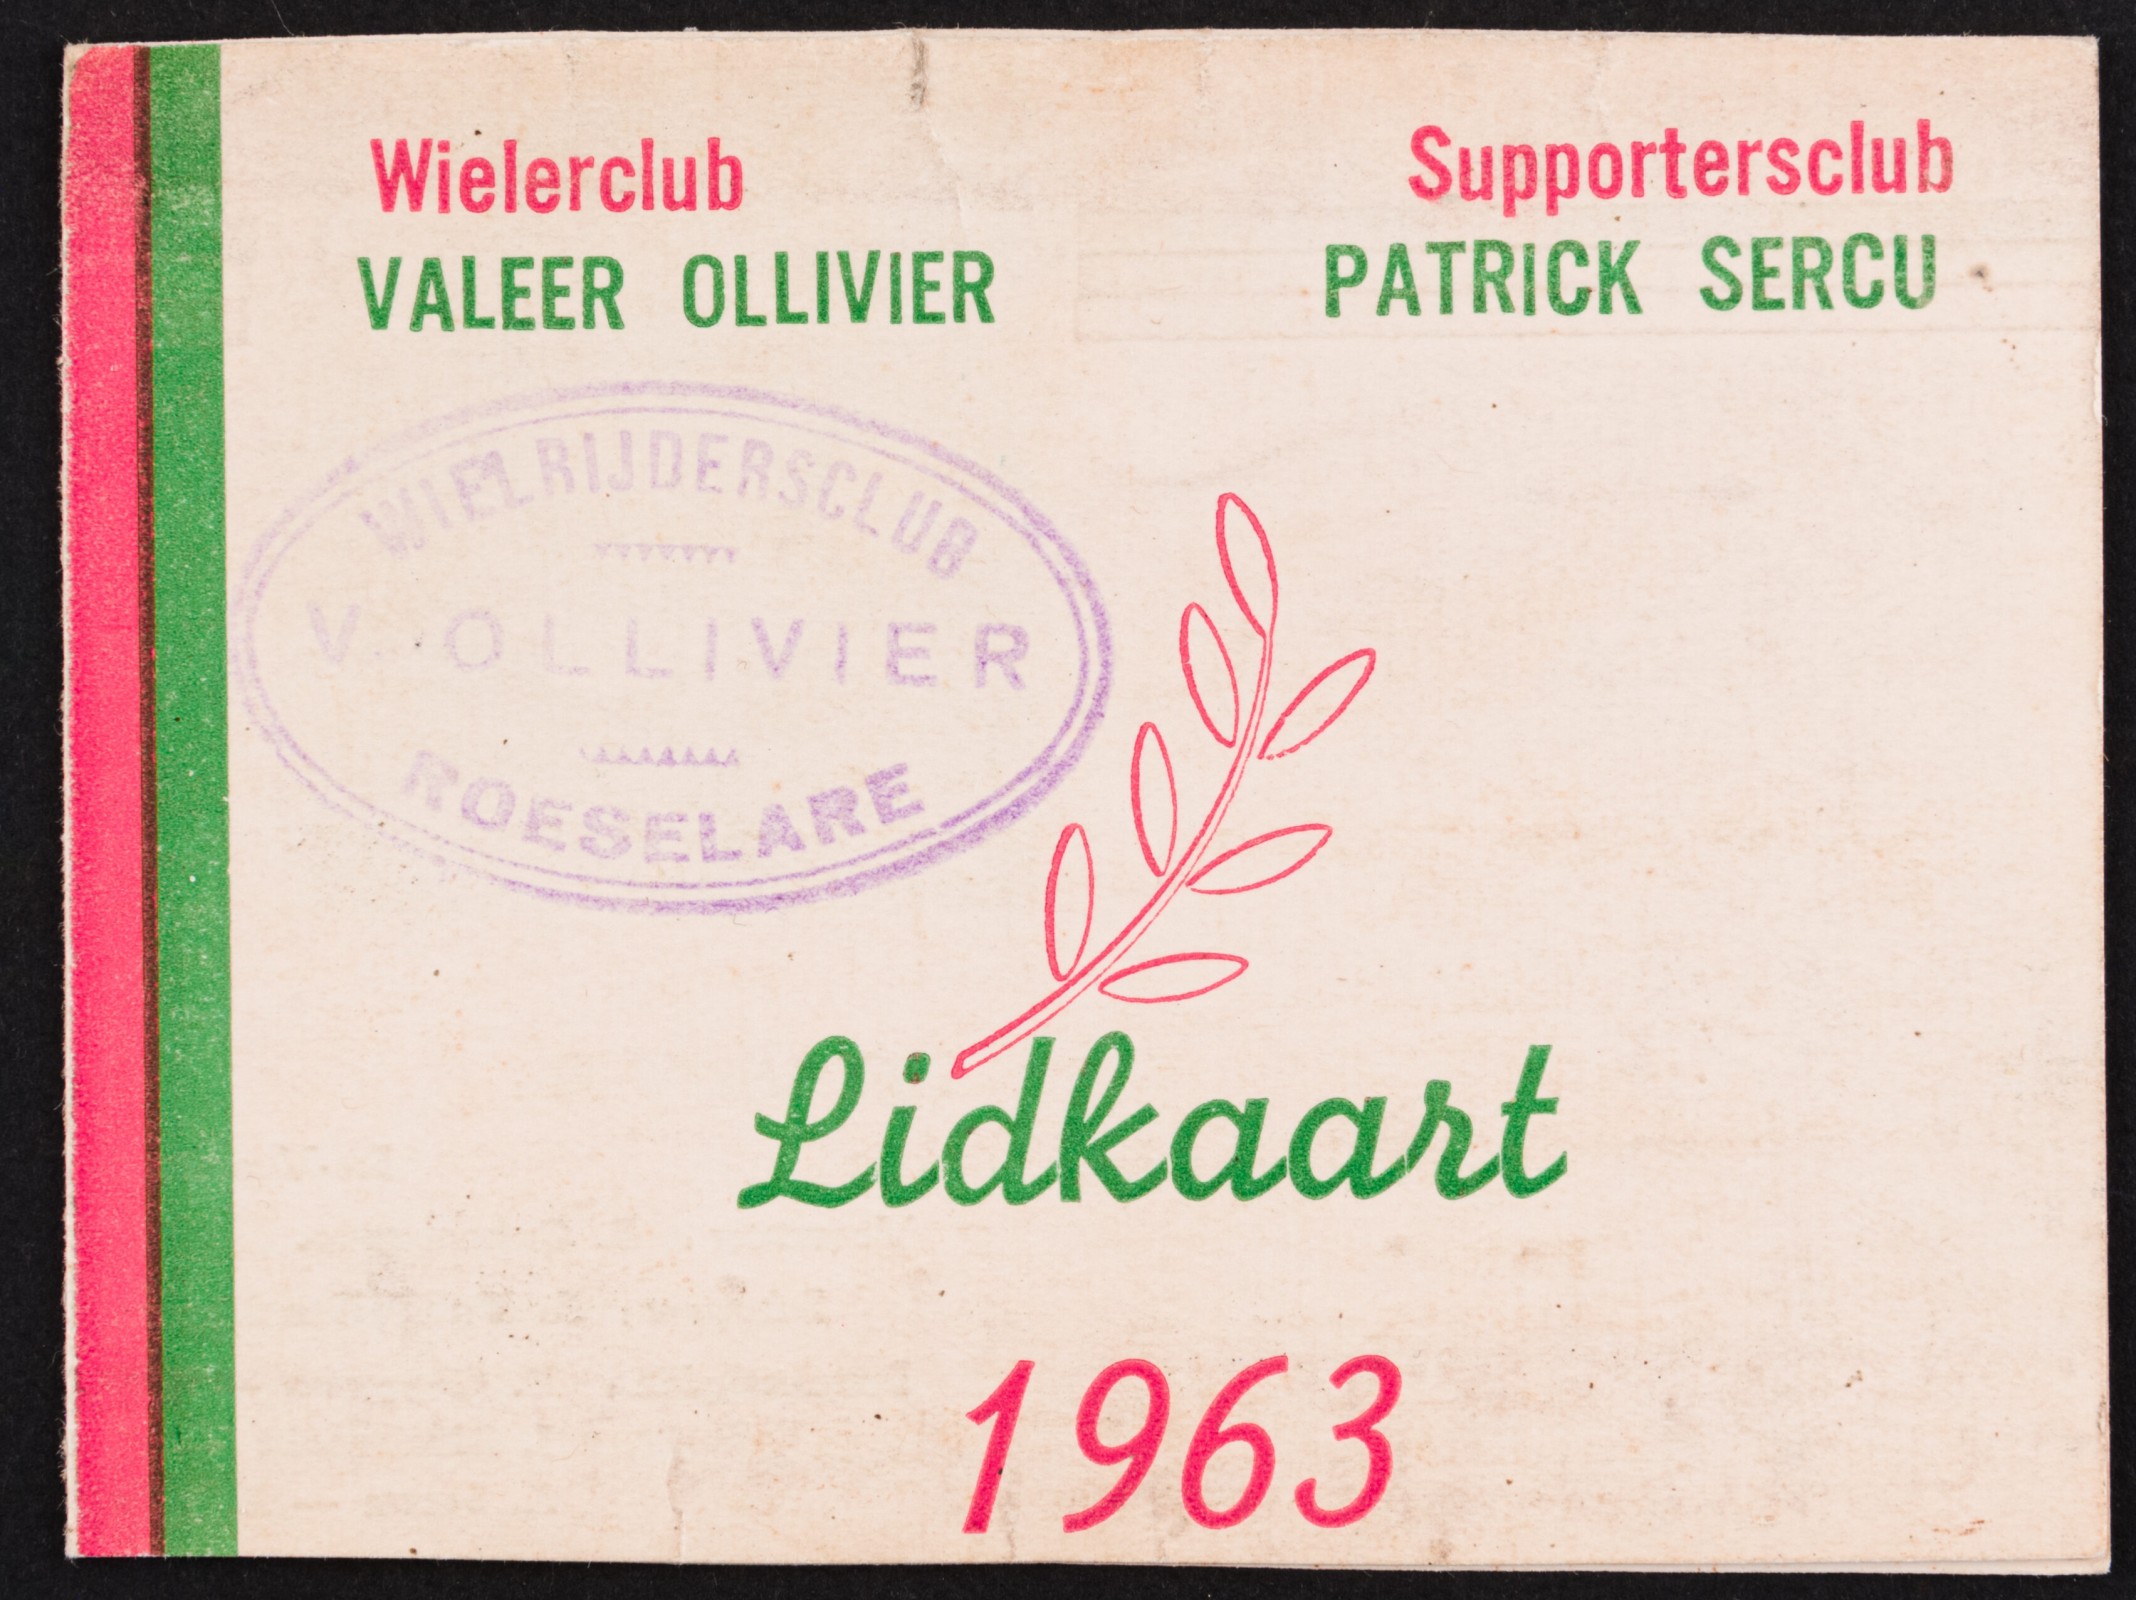 Wielerclub
VALEER OLLIVIER
Supportersclub
PATRICK SERCU
WIELRIJDERSCLUB
V. OLLIVIER
ROESELARE
Lidkaart
1963